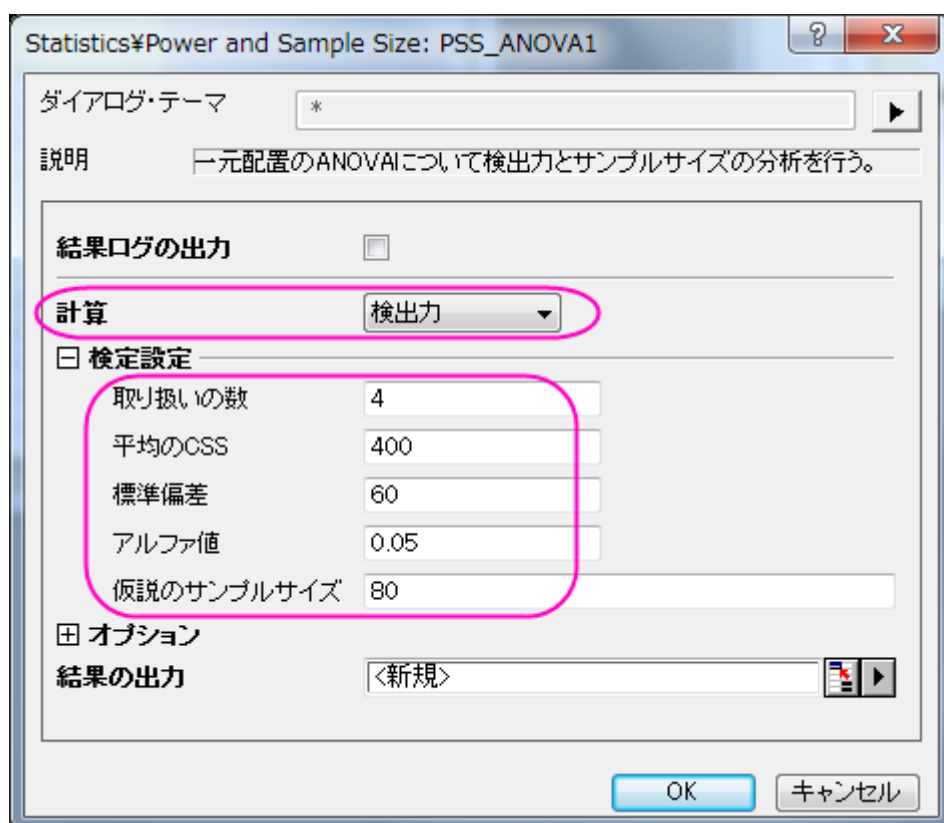 Statistics¥Power and Sample Size: PSS_ANOVA1
ダイアログ・テーマ *
説明 一元配置のANOVAについて検出力とサンプルサイズの分析を行う。
結果ログの出力
計算 検出力
検定設定
取り扱いの数 4
平均のCSS 400
標準偏差 60
アルファ値 0.05
仮説のサンプルサイズ 80
オプション
結果の出力 <新規>
OK キャンセル